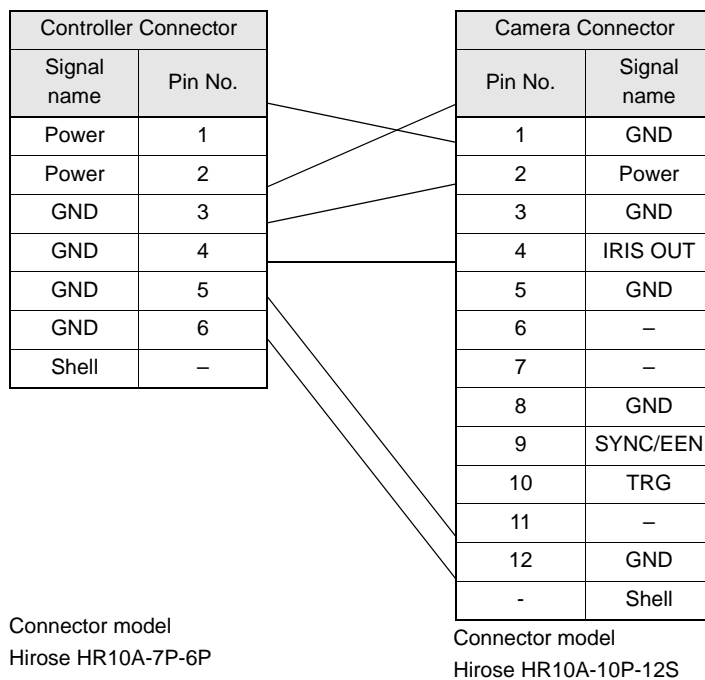 Controller Connector
Signal name Pin No.
Power 1
Power 2
GND 3
GND 4
GND 5
GND 6
Shell –
Connector model
Hirose HR10A-7P-6P
Camera Connector
Pin No. Signal name
1 GND
2 Power
3 GND
4 IRIS OUT
5 GND
6 –
7 –
8 GND
9 SYNC/EEN
10 TRG
11 –
12 GND
- Shell
Connector model
Hirose HR10A-10P-12S